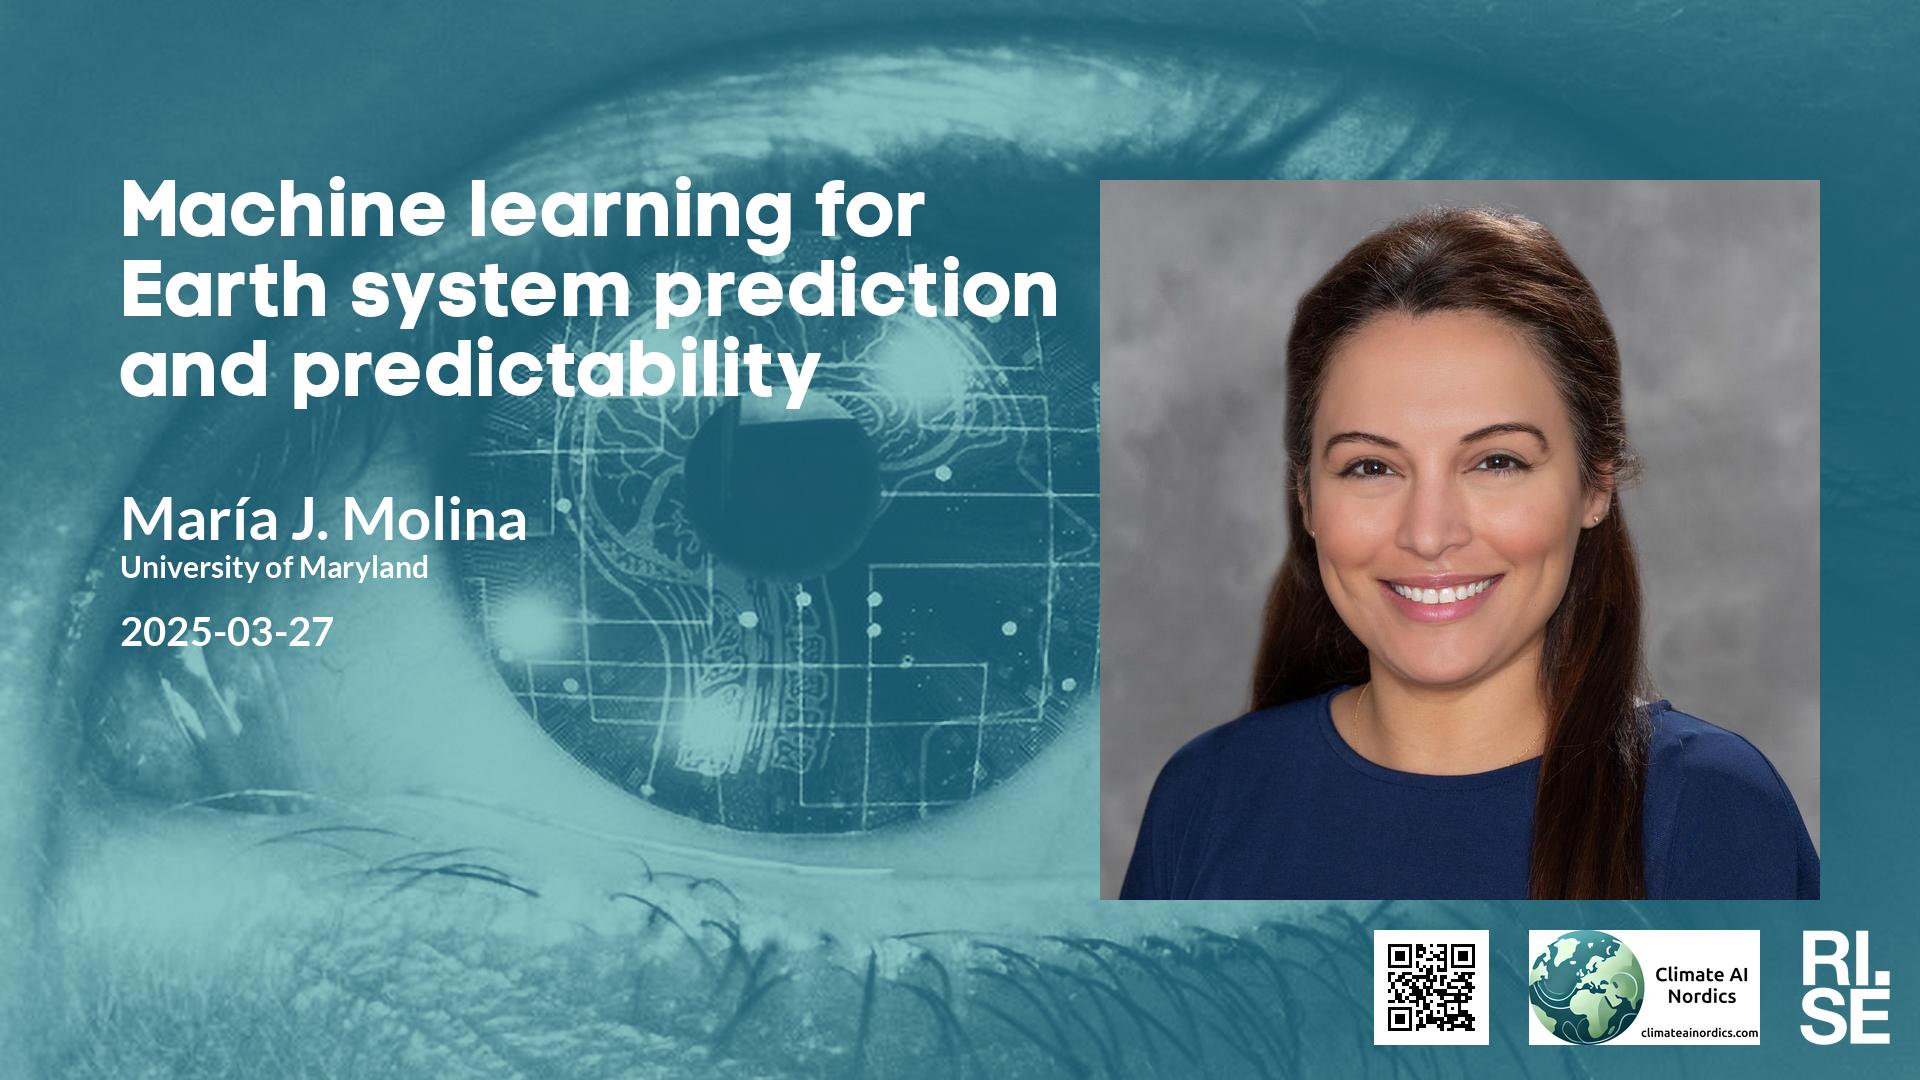 Machine learning for
Earth system prediction
and predictability
María J. Molina
University of Maryland
2025-03-27
Climate AI
Nordics
climateainordics.com
RI.
SE